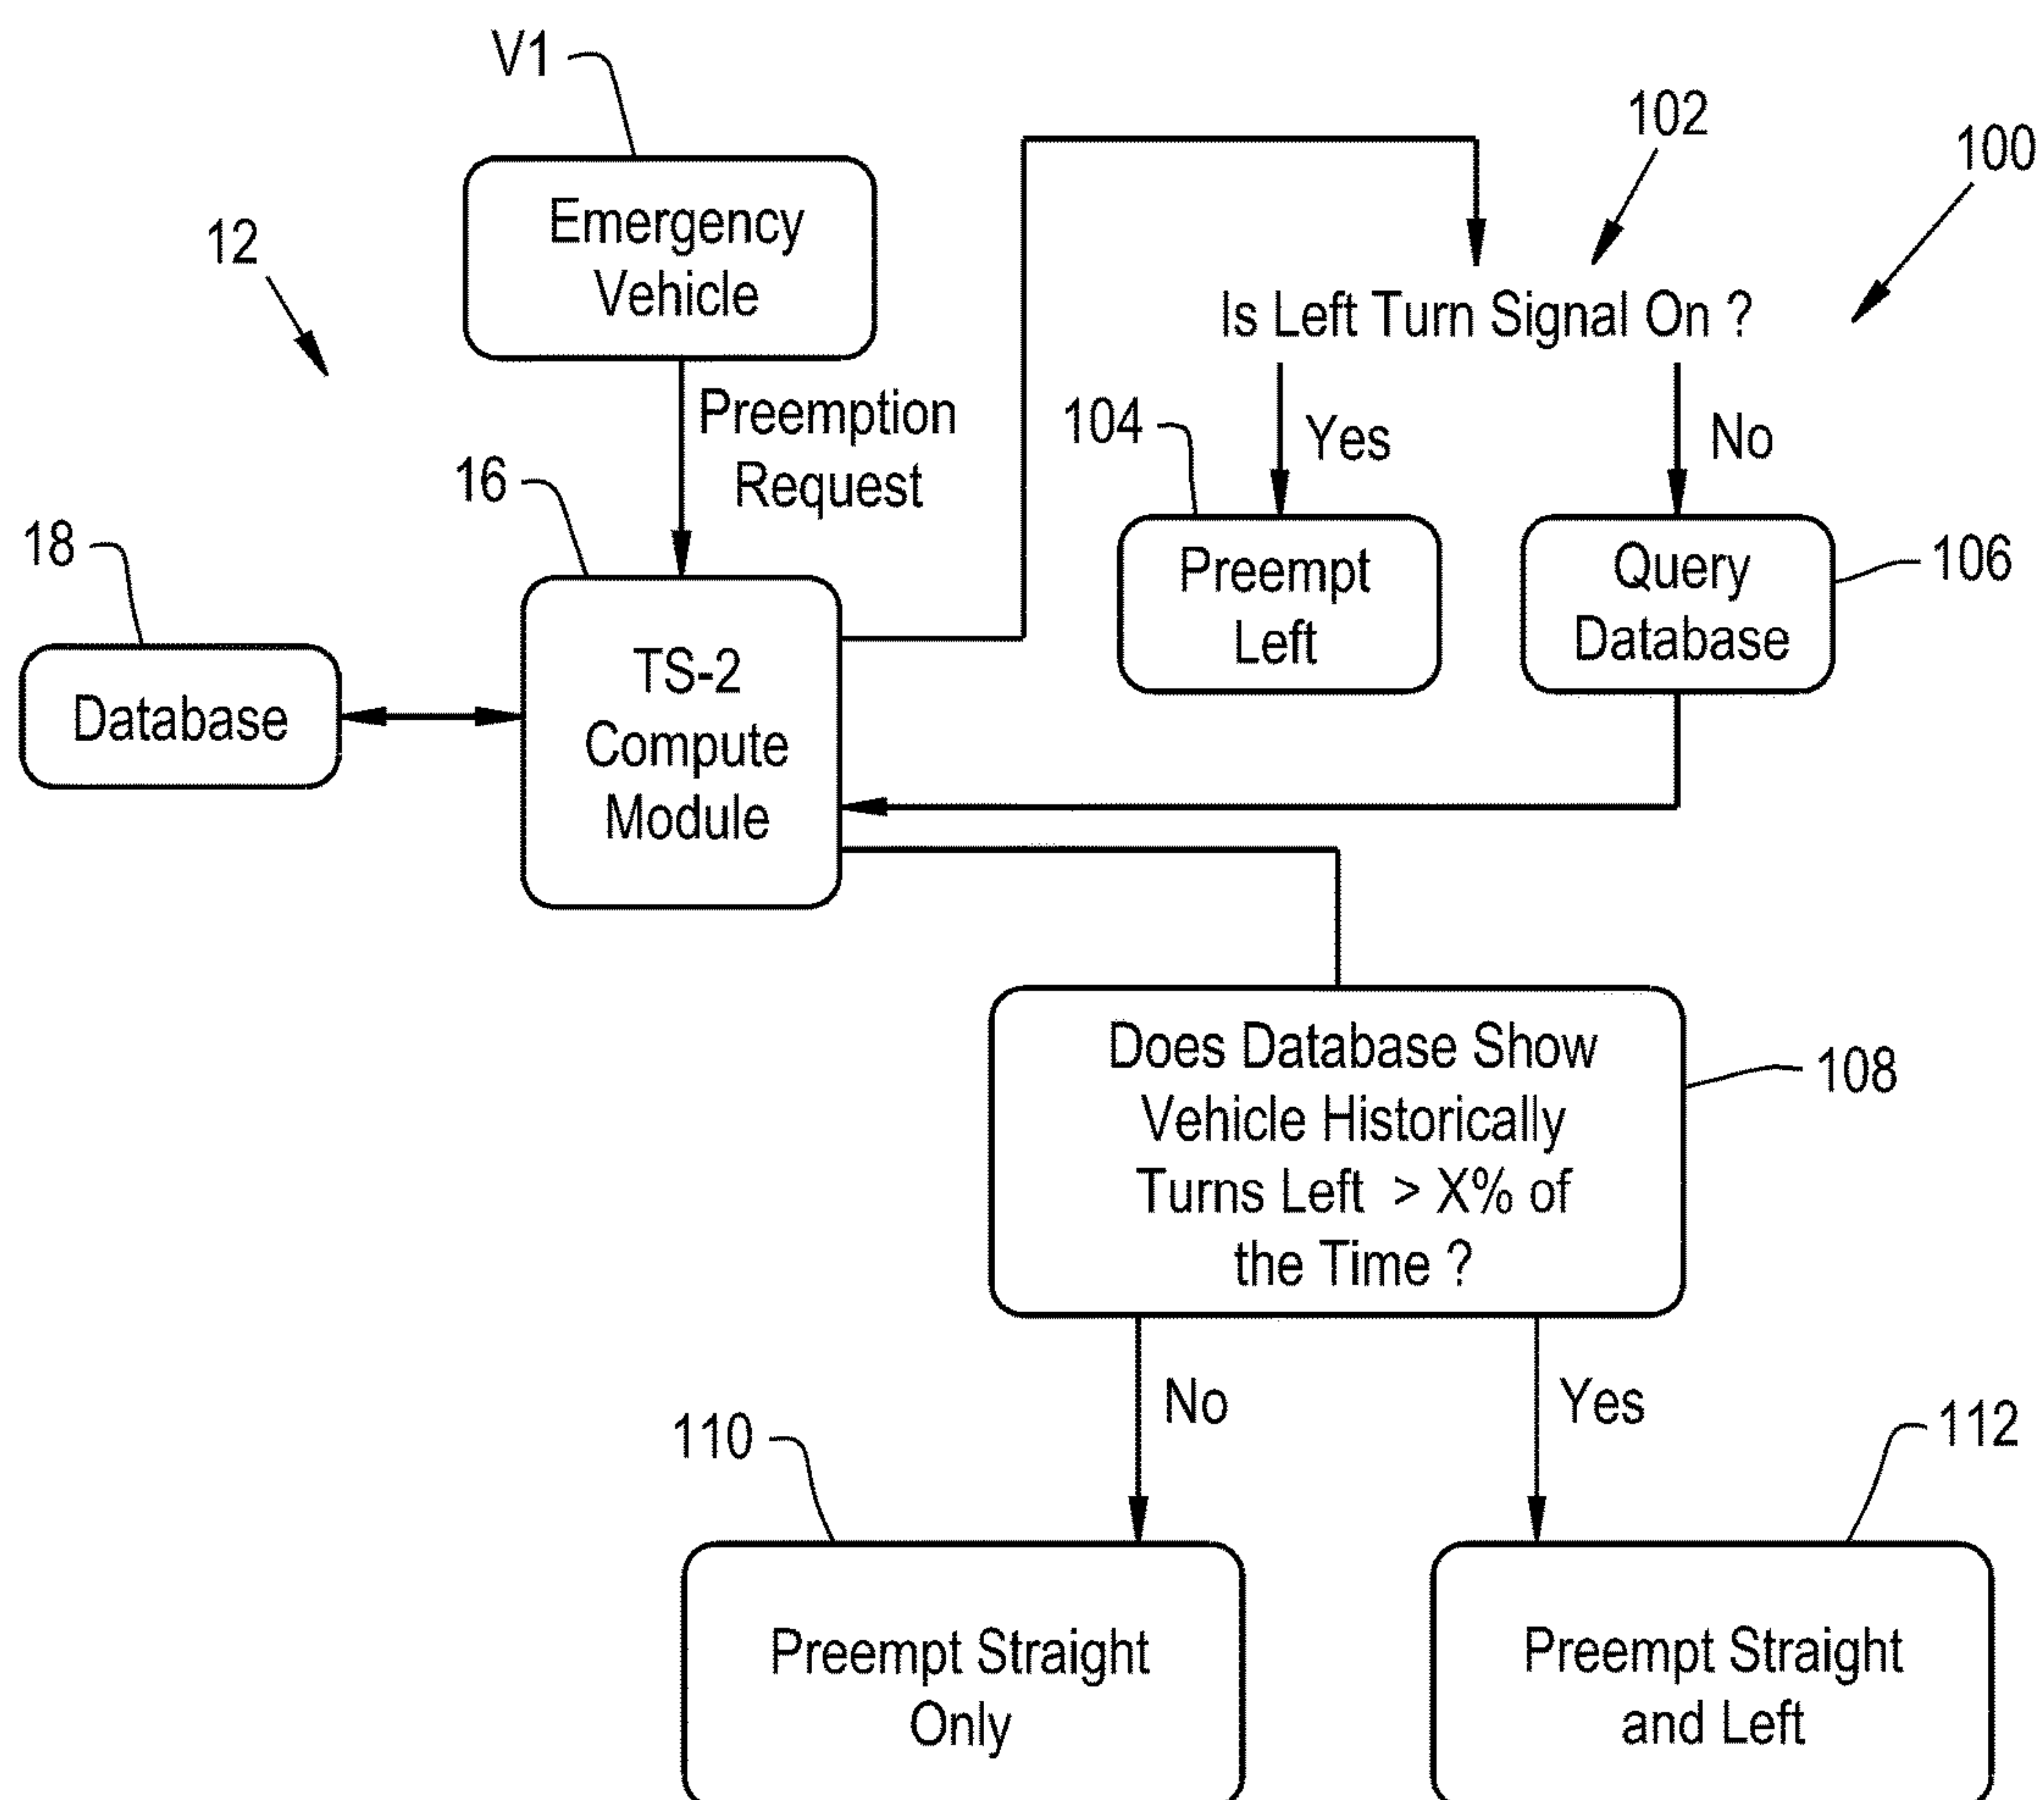 V1
102
100
12
Emergency
Vehicle
Is Left Turn Signal On ?
Preemption
Request
104
Yes
No
16
18
Preempt
Left
Query
Database
106
Database
TS-2
Compute
Module
Does Database Show
Vehicle Historically
Turns Left > X% of
the Time ?
108
No
Yes
110
112
Preempt Straight
Only
Preempt Straight
and Left